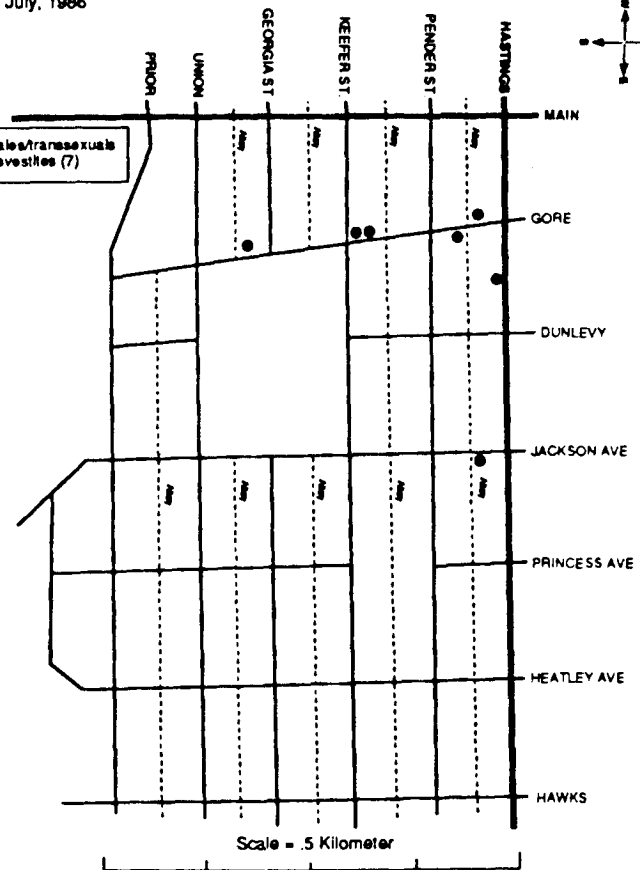 July, 1986
PRIOR
UNION
GEORGIA ST
KEEFER ST.
PENDER ST
HASTINGS
MAIN
ales/transsexuals
vestites (7)
Alley
Alley
Alley
Alley
GORE
DUNLEVY
JACKSON AVE
Alley
Alley
Alley
Alley
Alley
PRINCESS AVE
HEATLEY AVE
HAWKS
Scale = .5 Kilometer